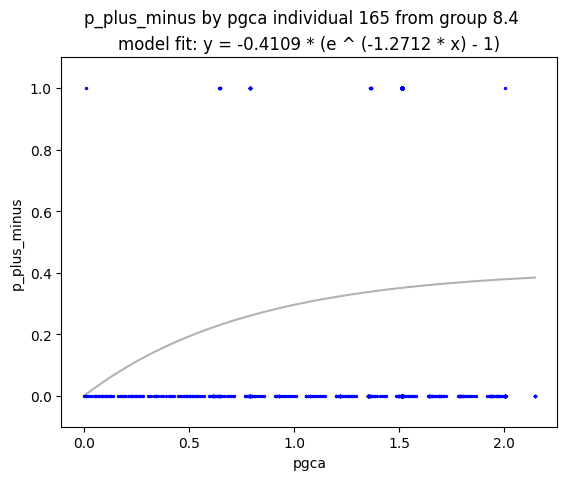 p_plus_minus by pgca individual 165 from group 8.4
model fit: y = -0.4109 * (e ^ (-1.2712 * x) - 1)
1.0
0.8
0.6
0.4
0.2
0.0
p_plus_minus
0.0 0.5 1.0 1.5 2.0
pgca